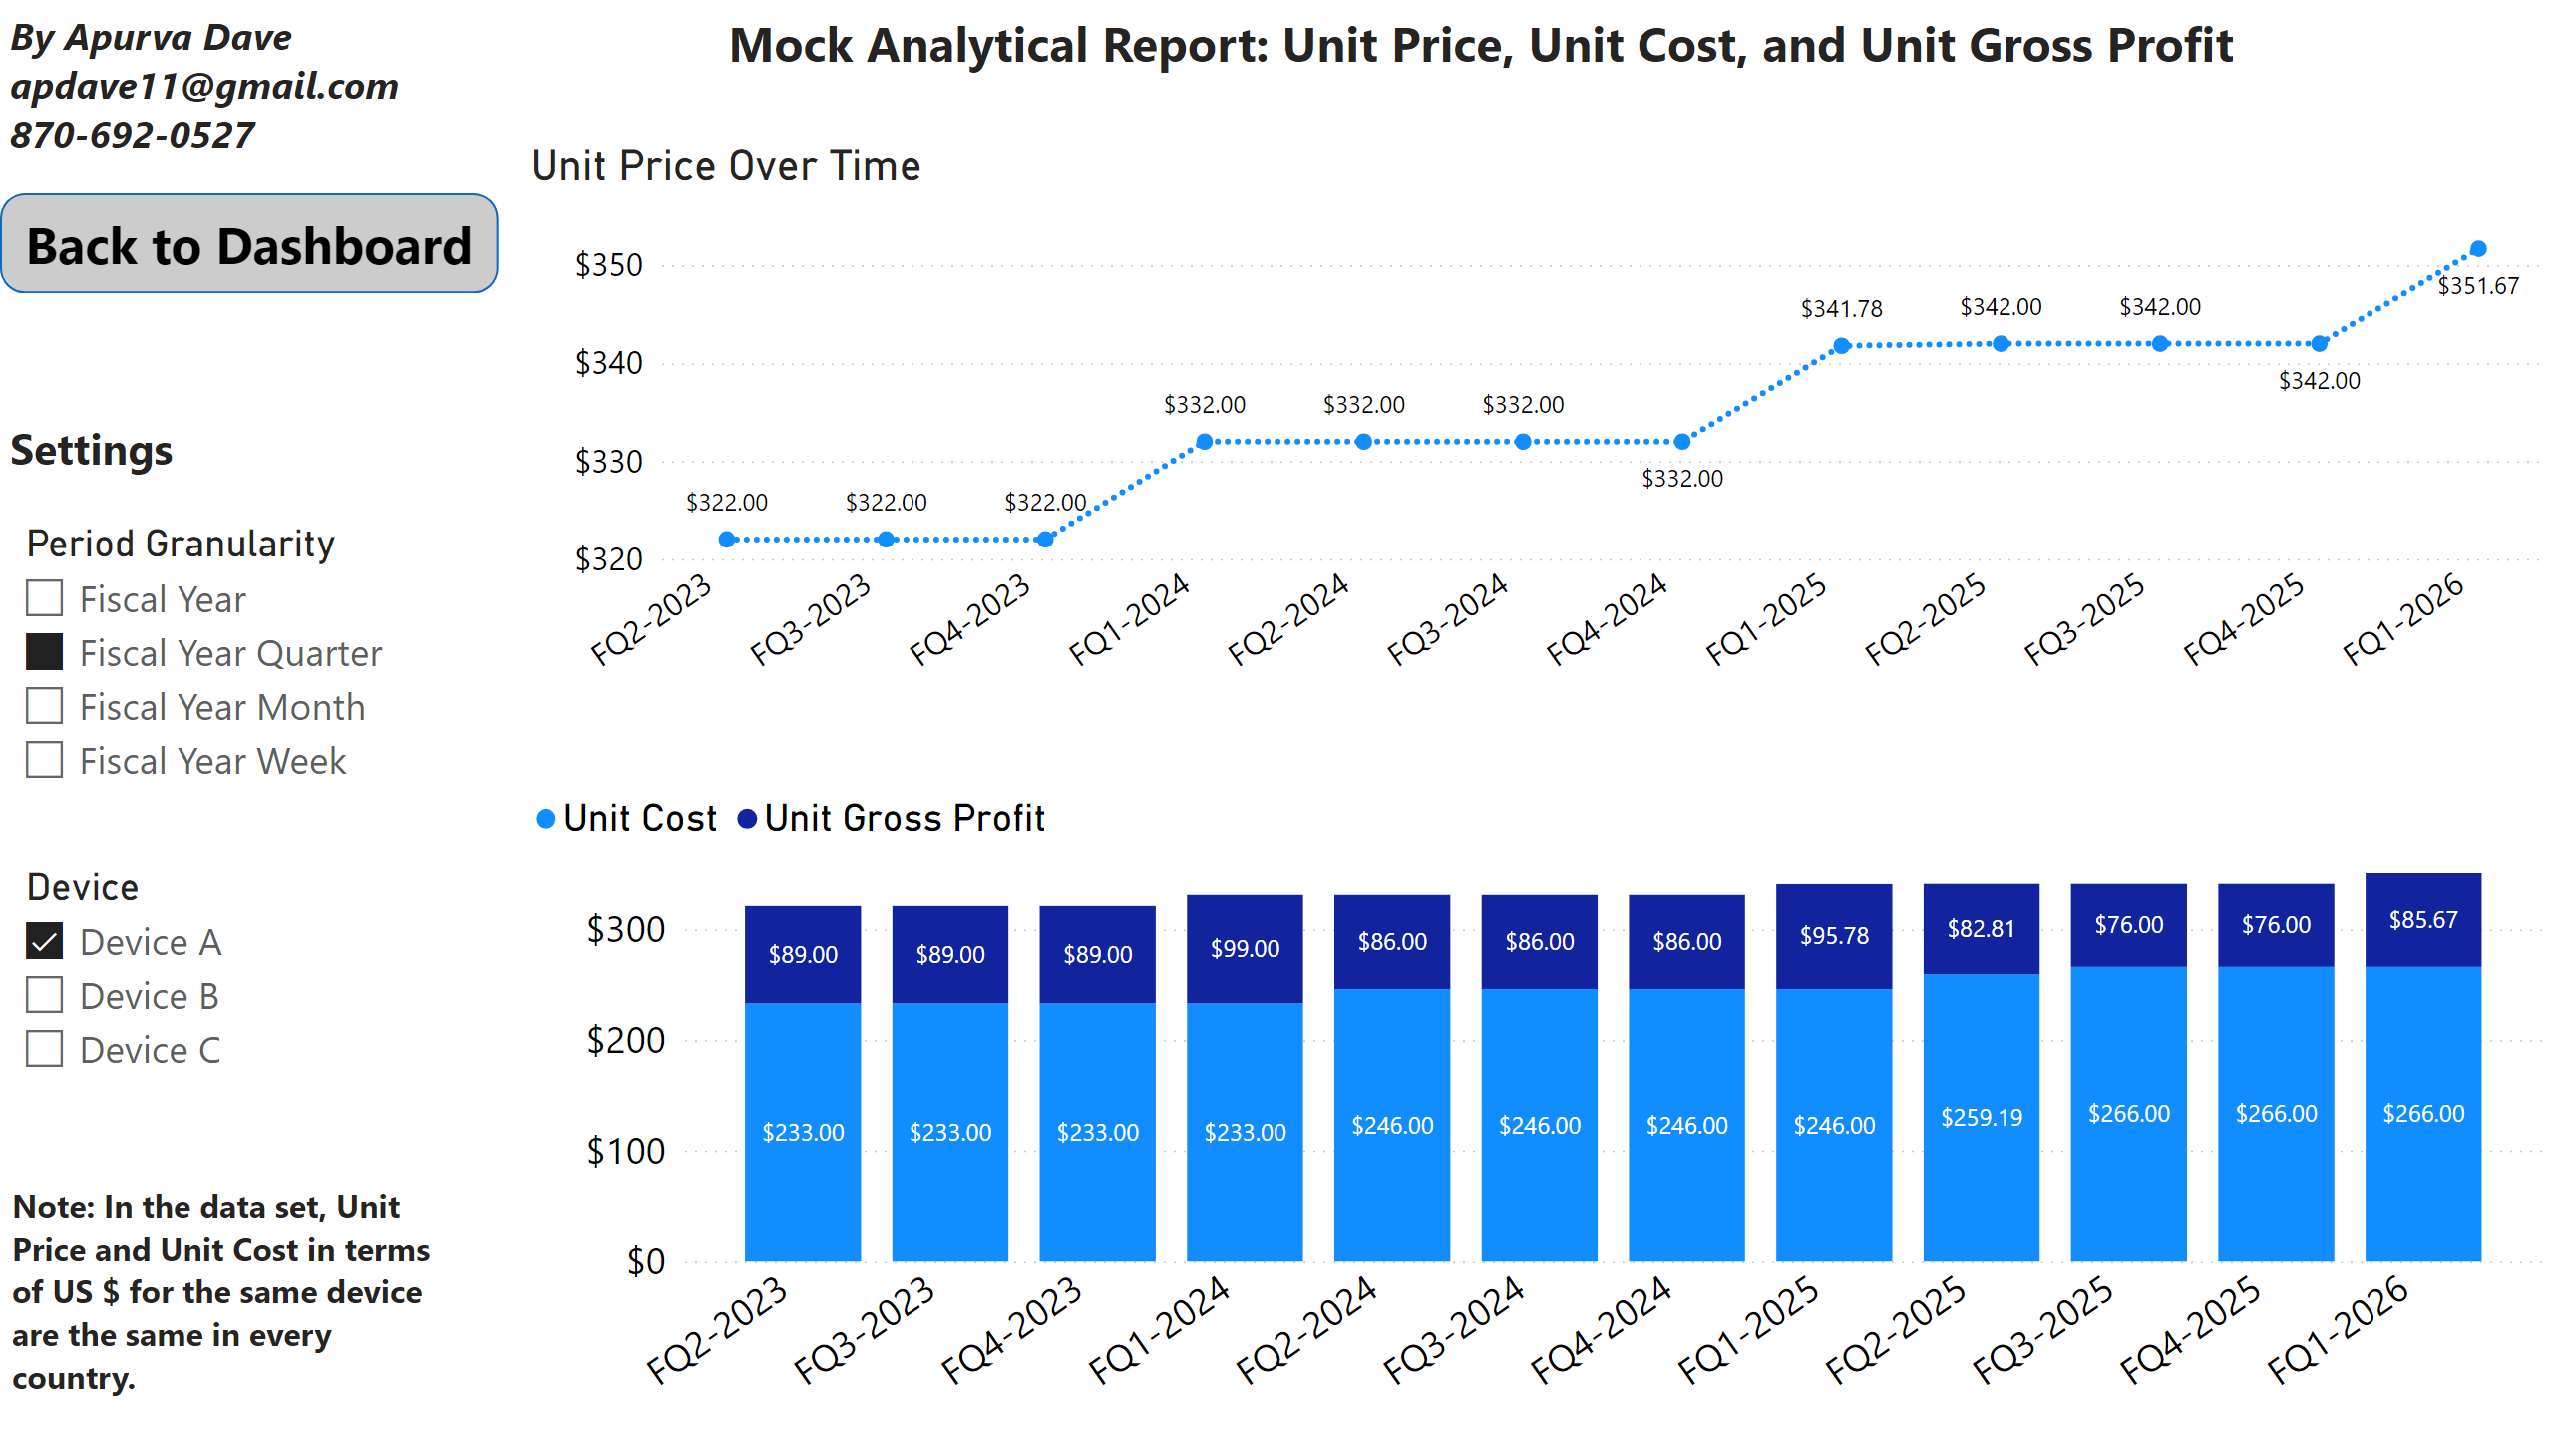 By Apurva Dave
apdave11@gmail.com
870-692-0527
Back to Dashboard
Mock Analytical Report: Unit Price, Unit Cost, and Unit Gross Profit
Settings
Period Granularity
Fiscal Year
Fiscal Year Quarter
Fiscal Year Month
Fiscal Year Week
Device
Device A
Device B
Device C
Note: In the data set, Unit
Price and Unit Cost in terms
of US $ for the same device
are the same in every
country.
Unit Price Over Time
$350
$340
$330
$320
$322.00 $322.00 $322.00 $332.00 $332.00 $332.00 $332.00 $341.78 $342.00 $342.00 $342.00 $351.67
FQ2-2023 FQ3-2023 FQ4-2023 FQ1-2024 FQ2-2024 FQ3-2024 FQ4-2024 FQ1-2025 FQ2-2025 FQ3-2025 FQ4-2025 FQ1-2026
Unit Cost Unit Gross Profit
$300
$200
$100
$0
$89.00 $89.00 $89.00 $99.00 $86.00 $86.00 $86.00 $95.78 $82.81 $76.00 $76.00 $85.67
$233.00 $233.00 $233.00 $233.00 $246.00 $246.00 $246.00 $246.00 $259.19 $266.00 $266.00 $266.00
FQ2-2023 FQ3-2023 FQ4-2023 FQ1-2024 FQ2-2024 FQ3-2024 FQ4-2024 FQ1-2025 FQ2-2025 FQ3-2025 FQ4-2025 FQ1-2026